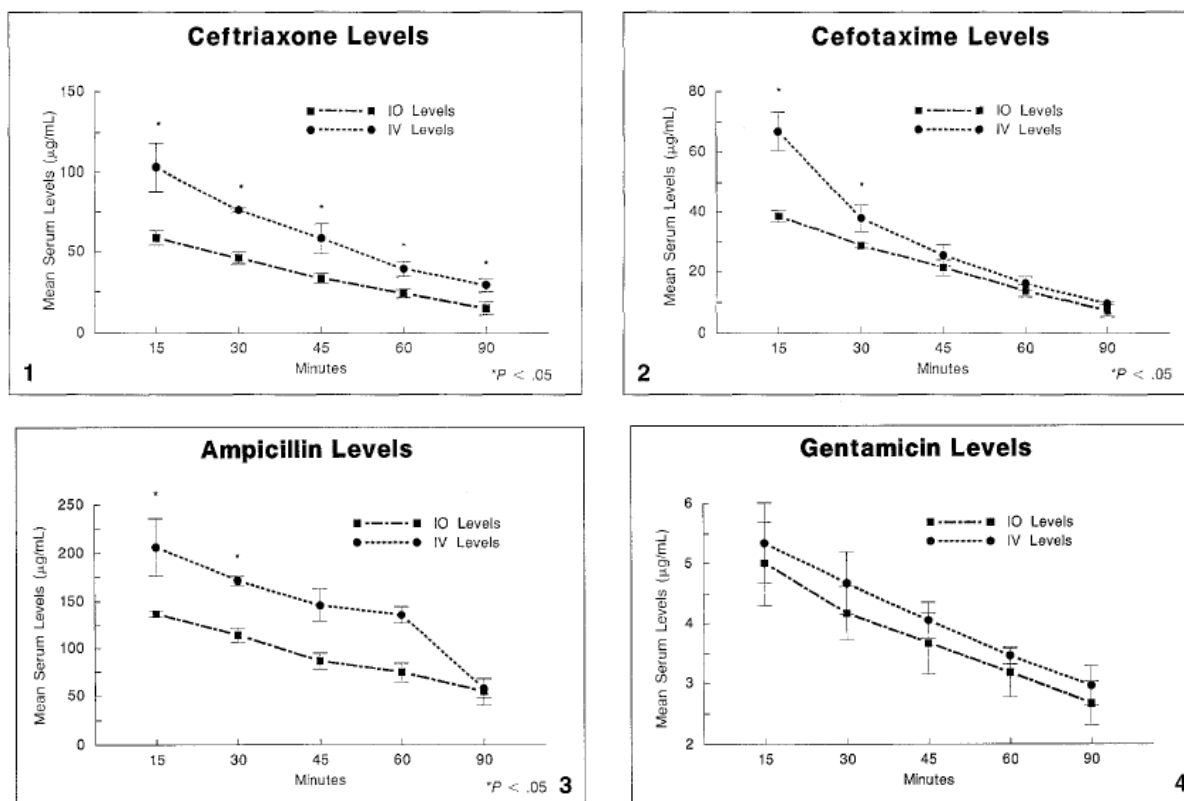 Ceftriaxone Levels
Mean Serum Levels (µg/mL)
150
100
50
0
*
*
*
*
*
IO Levels
IV Levels
15 30 45 60 90
Minutes
1
*P < .05
Cefotaxime Levels
Mean Serum Levels (µg/mL)
80
60
40
20
0
*
*
IO Levels
IV Levels
15 30 45 60 90
Minutes
2
*P < .05
Ampicillin Levels
Mean Serum Levels (µg/mL)
250
200
150
100
50
0
*
*
IO Levels
IV Levels
15 30 45 60 90
Minutes
*P < .05 3
Gentamicin Levels
Mean Serum Levels (µg/mL)
6
5
4
3
2
IO Levels
IV Levels
15 30 45 60 90
Minutes
4